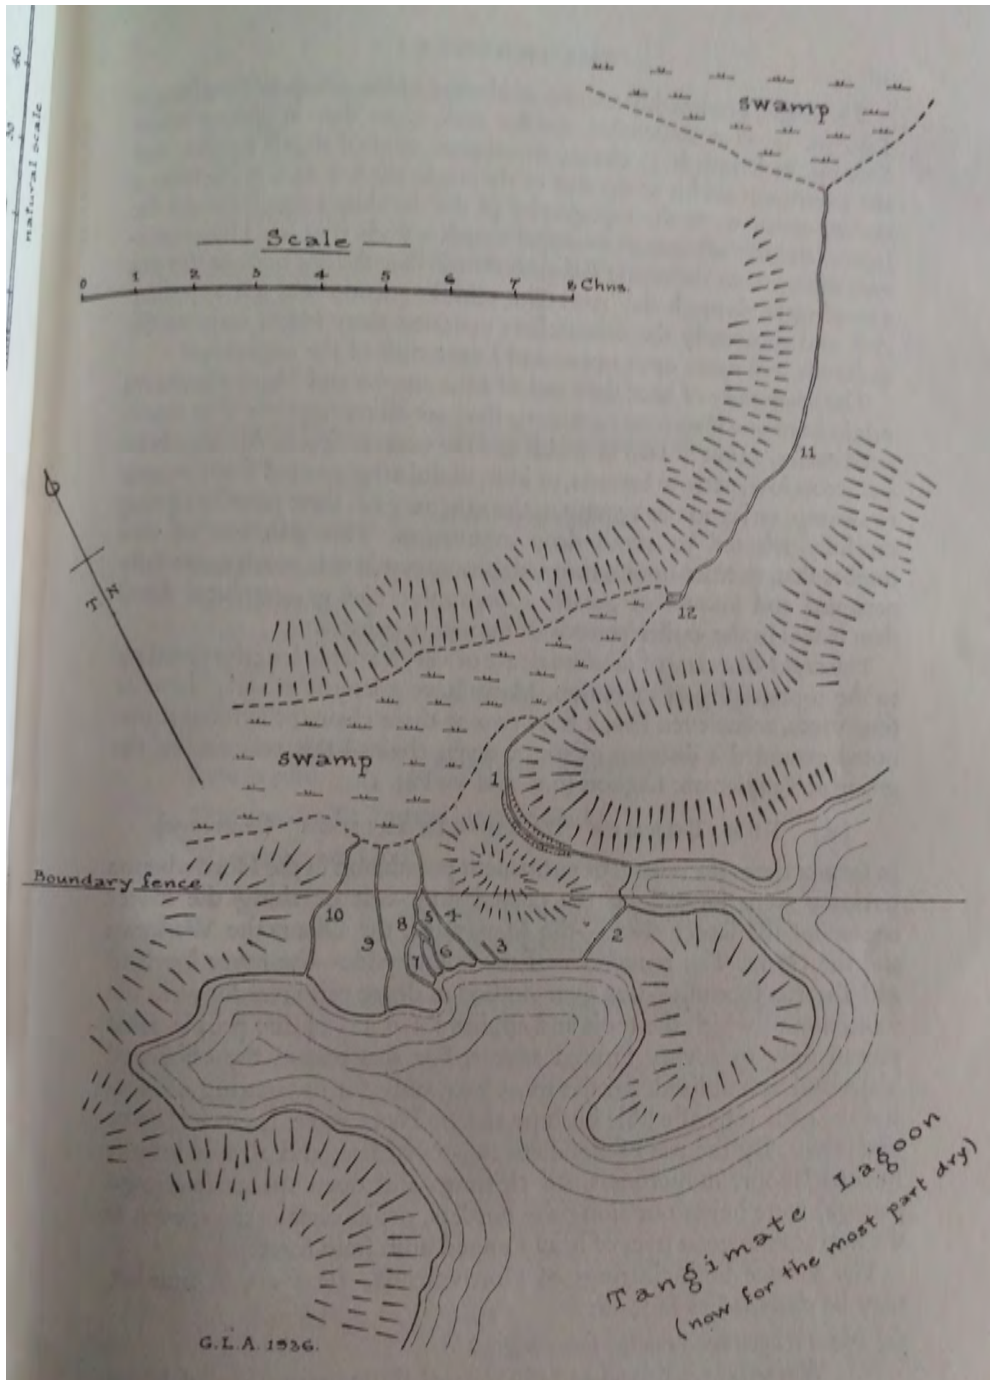 40
30
natural scale
swamp
Scale
0 1 2 3 4 5 6 7 8 Chns.
11
12
T N
swamp
1
Boundary fence
10 9 8 7 5 6 4 3 2
Tangimate Lagoon
(now for the most part dry)
G.L.A. 1936.